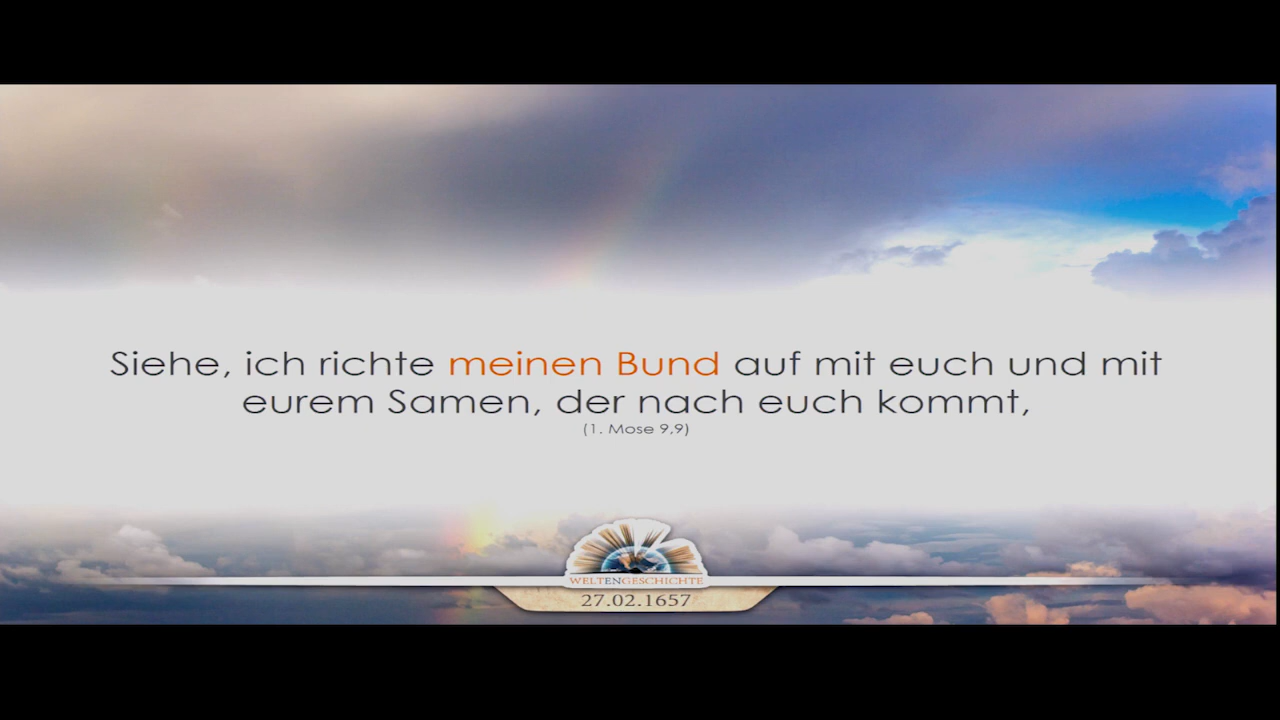 Siehe, ich richte meinen Bund auf mit euch und mit
eurem Samen, der nach euch kommt,
(1. Mose 9,9)
WELTENGESCHICHTE
27.02.1657